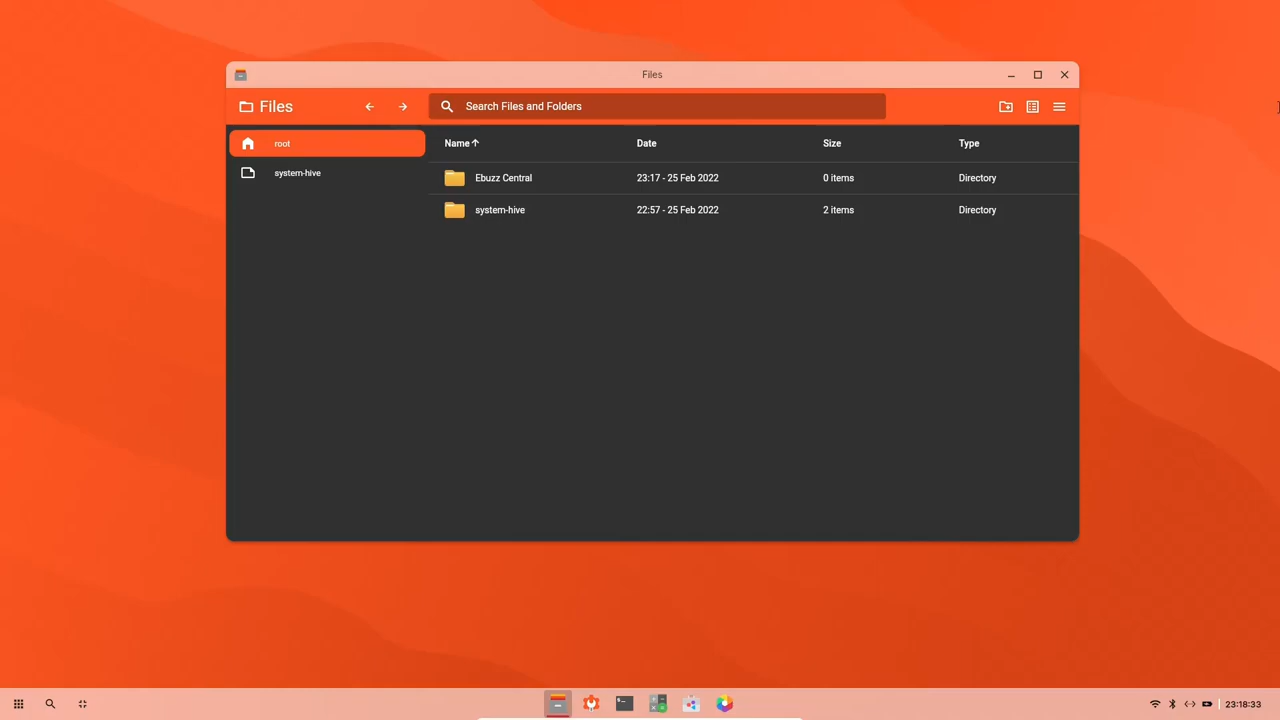 Files
Files
Search Files and Folders
root
system-hive
Name Date Size Type
Ebuzz Central 23:17 - 25 Feb 2022 0 items Directory
system-hive 22:57 - 25 Feb 2022 2 items Directory
23:18:33